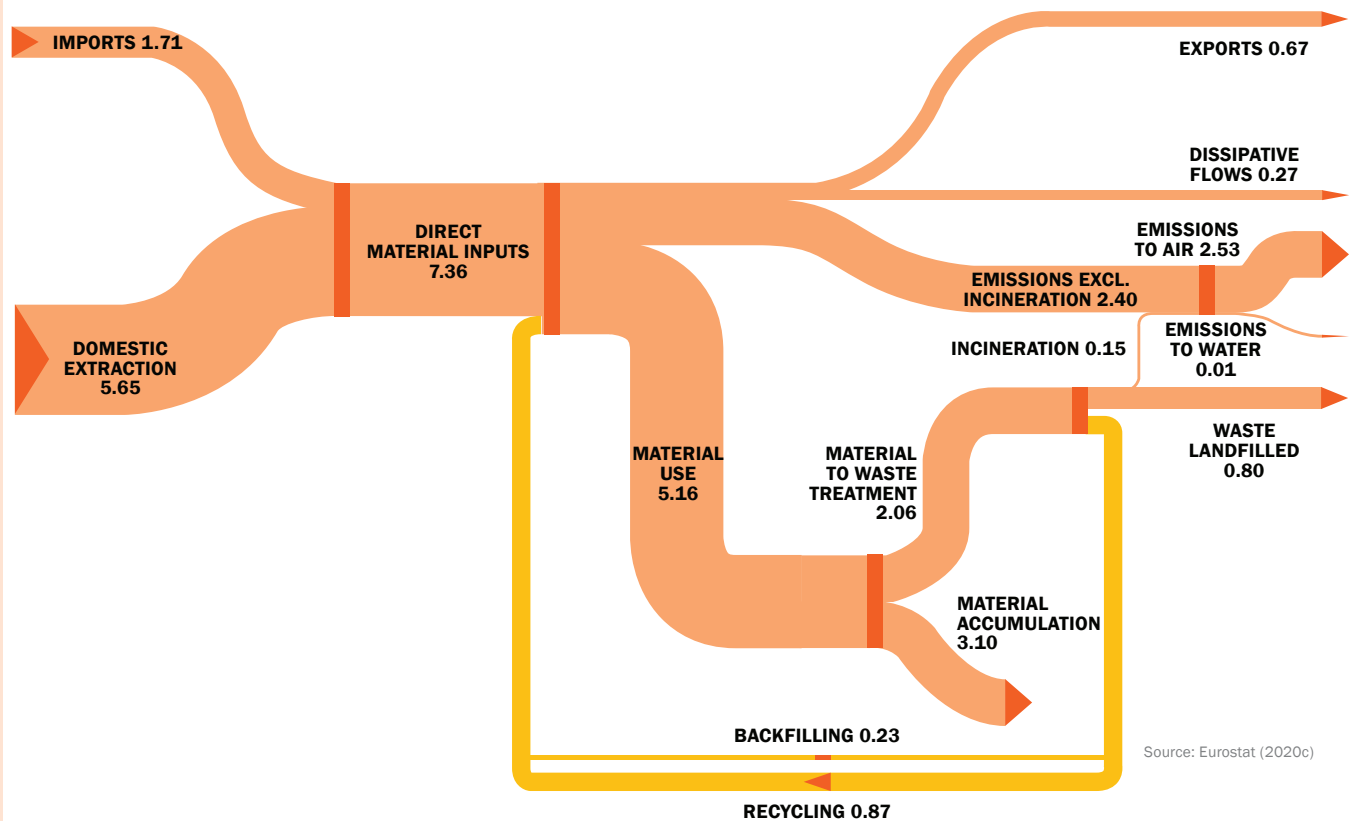 IMPORTS 1.71
EXPORTS 0.67
DISSIPATIVE
FLOWS 0.27
DIRECT
MATERIAL INPUTS
7.36
EMISSIONS
TO AIR 2.53
EMISSIONS EXCL.
INCINERATION 2.40
DOMESTIC
EXTRACTION
5.65
INCINERATION 0.15
EMISSIONS
TO WATER
0.01
MATERIAL
USE
5.16
MATERIAL
TO WASTE
TREATMENT
2.06
WASTE
LANDFILLED
0.80
MATERIAL
ACCUMULATION
3.10
BACKFILLING 0.23
Source: Eurostat (2020c)
RECYCLING 0.87